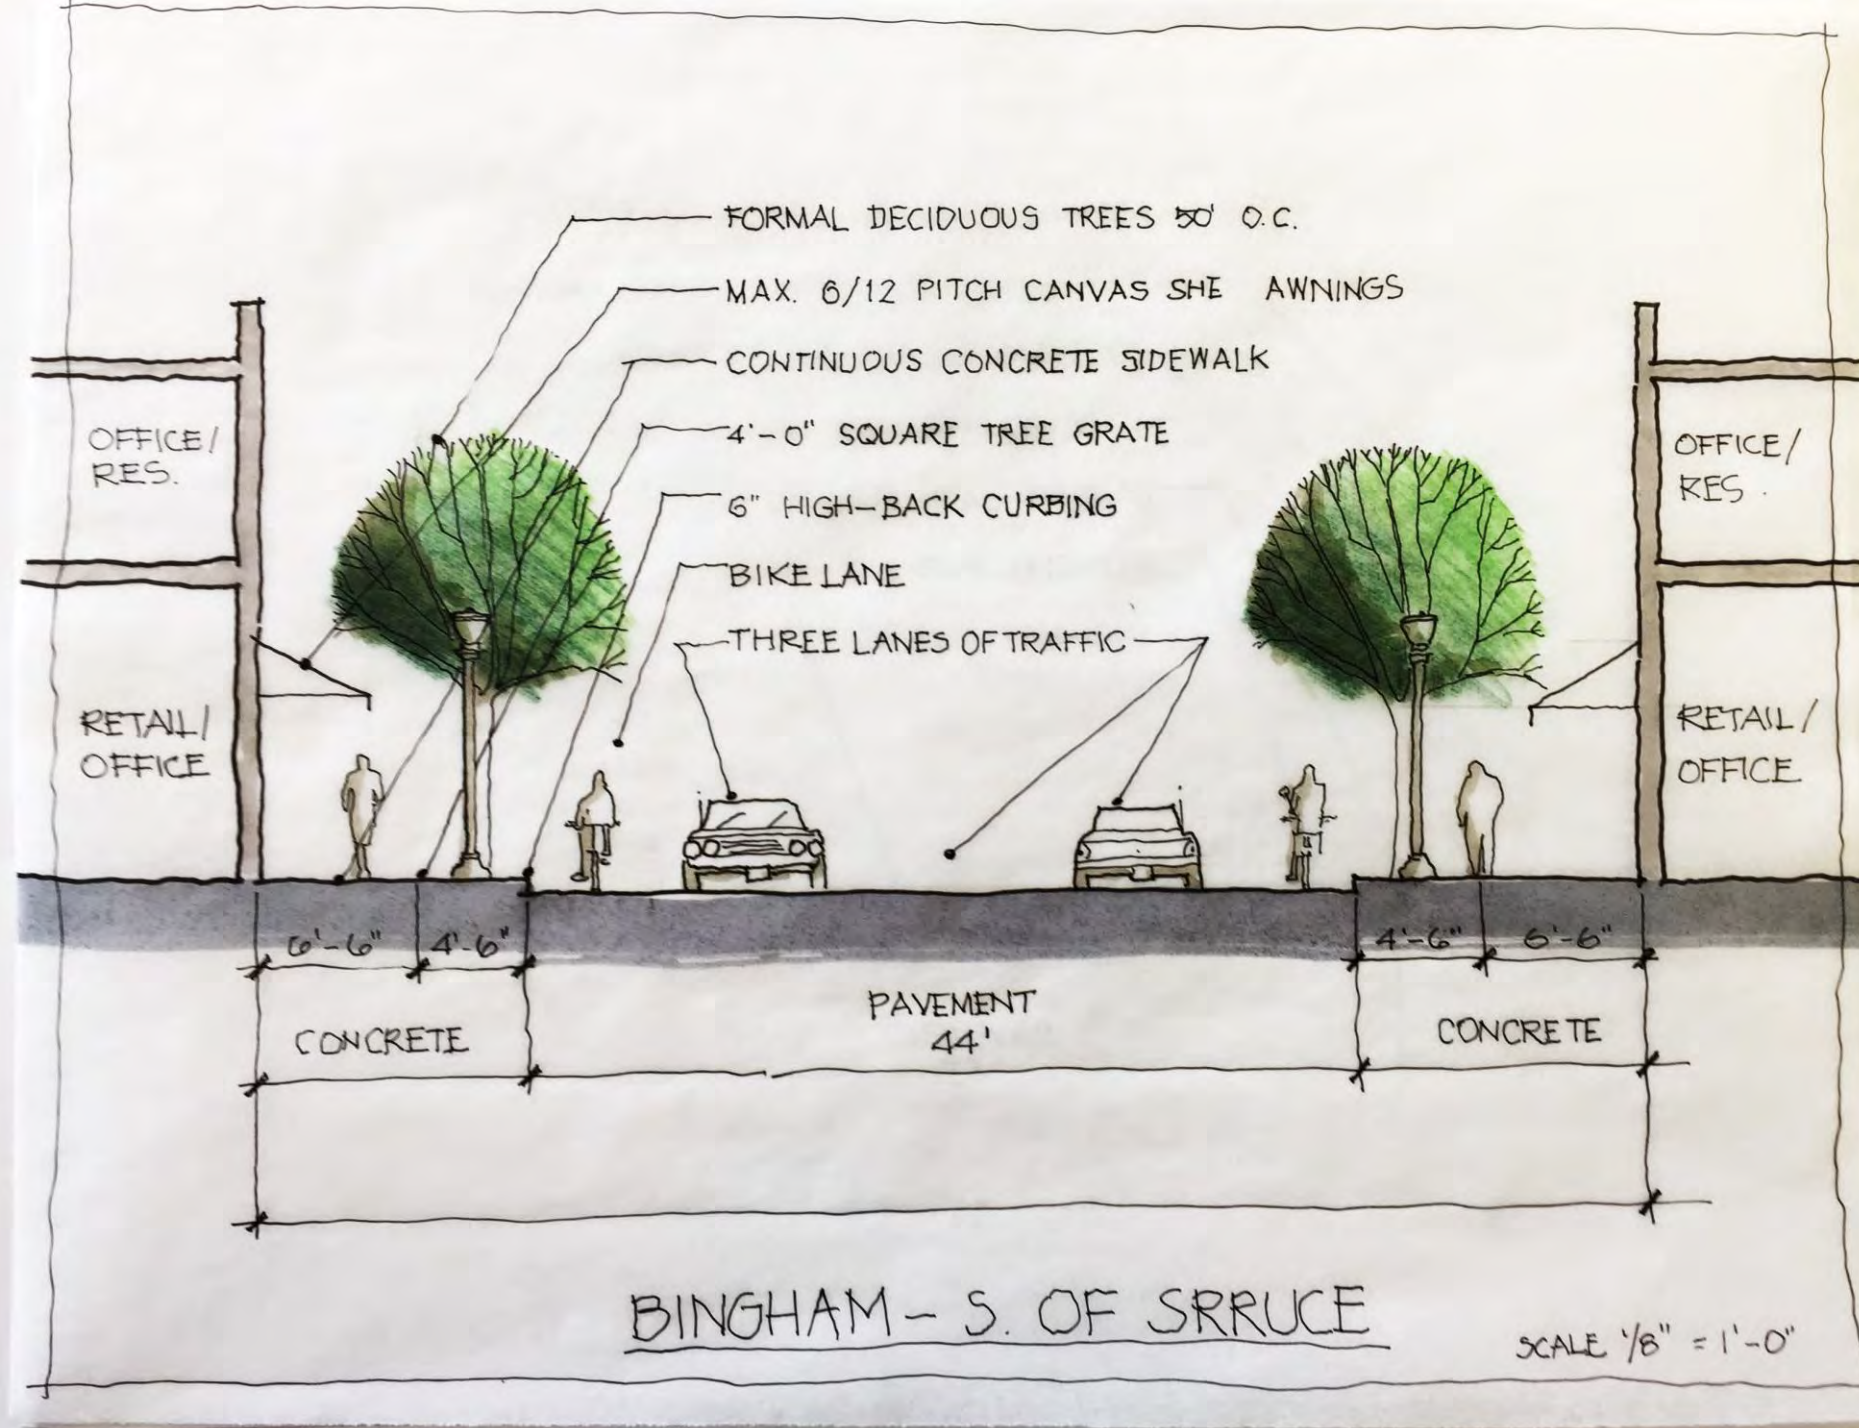 FORMAL DECIDUOUS TREES 50' O.C.
MAX. 6/12 PITCH CANVAS SHE AWNINGS
CONTINUOUS CONCRETE SIDEWALK
4'-0" SQUARE TREE GRATE
6" HIGH-BACK CURBING
BIKE LANE
THREE LANES OF TRAFFIC
OFFICE/
RES.
RETAIL/
OFFICE
OFFICE/
RES.
RETAIL/
OFFICE
6'-6" 4'-6" 4'-6" 6'-6"
CONCRETE
PAVEMENT
44'
CONCRETE
BINGHAM - S. OF SRRUCE
SCALE 1/8" = 1'-0"